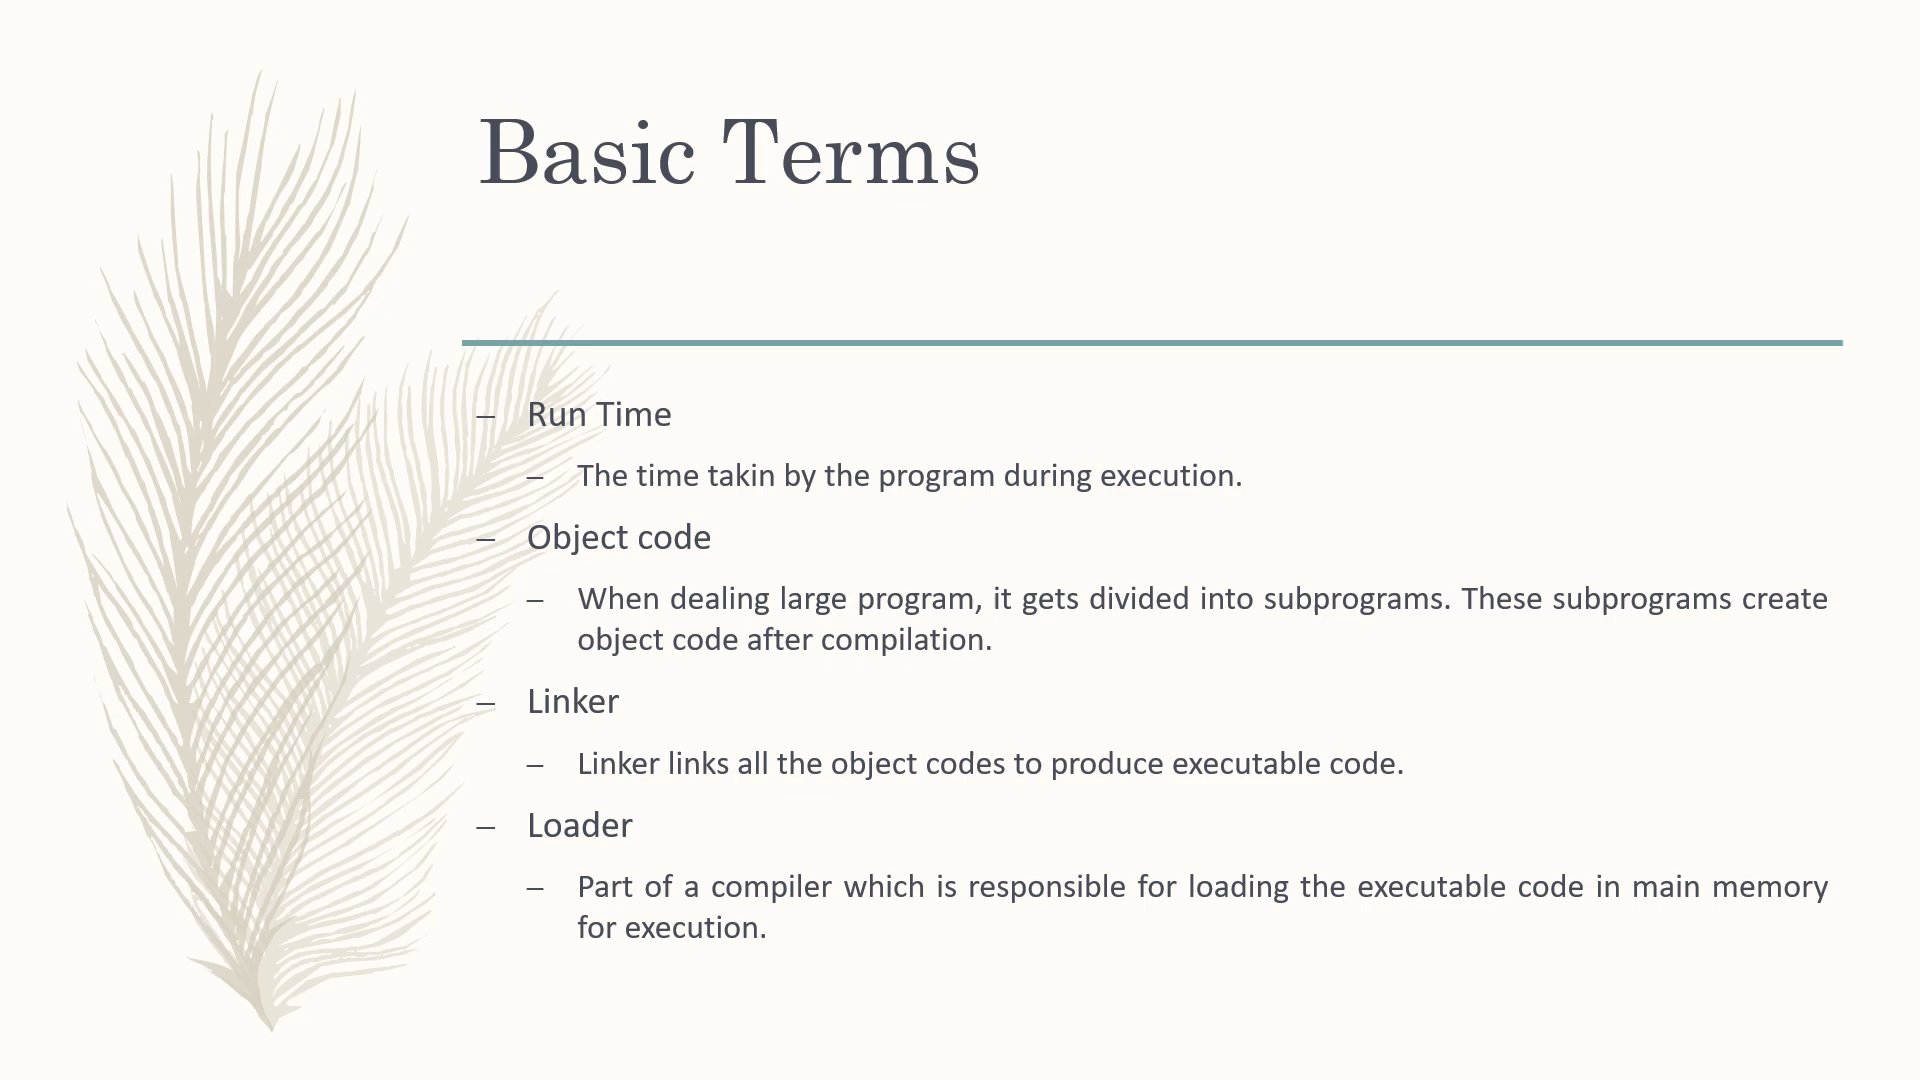 Basic Terms
– Run Time
– The time takin by the program during execution.
– Object code
– When dealing large program, it gets divided into subprograms. These subprograms create
object code after compilation.
– Linker
– Linker links all the object codes to produce executable code.
– Loader
– Part of a compiler which is responsible for loading the executable code in main memory
for execution.